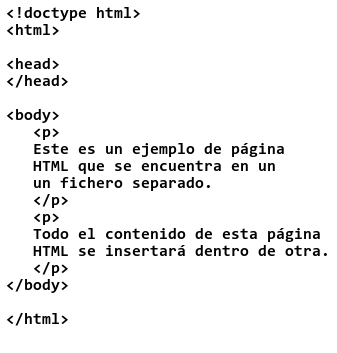 <!doctype html>
<html>
<head>
</head>
<body>
<p>
Este es un ejemplo de página
HTML que se encuentra en un
un fichero separado.
</p>
<p>
Todo el contenido de esta página
HTML se insertará dentro de otra.
</p>
</body>
</html>